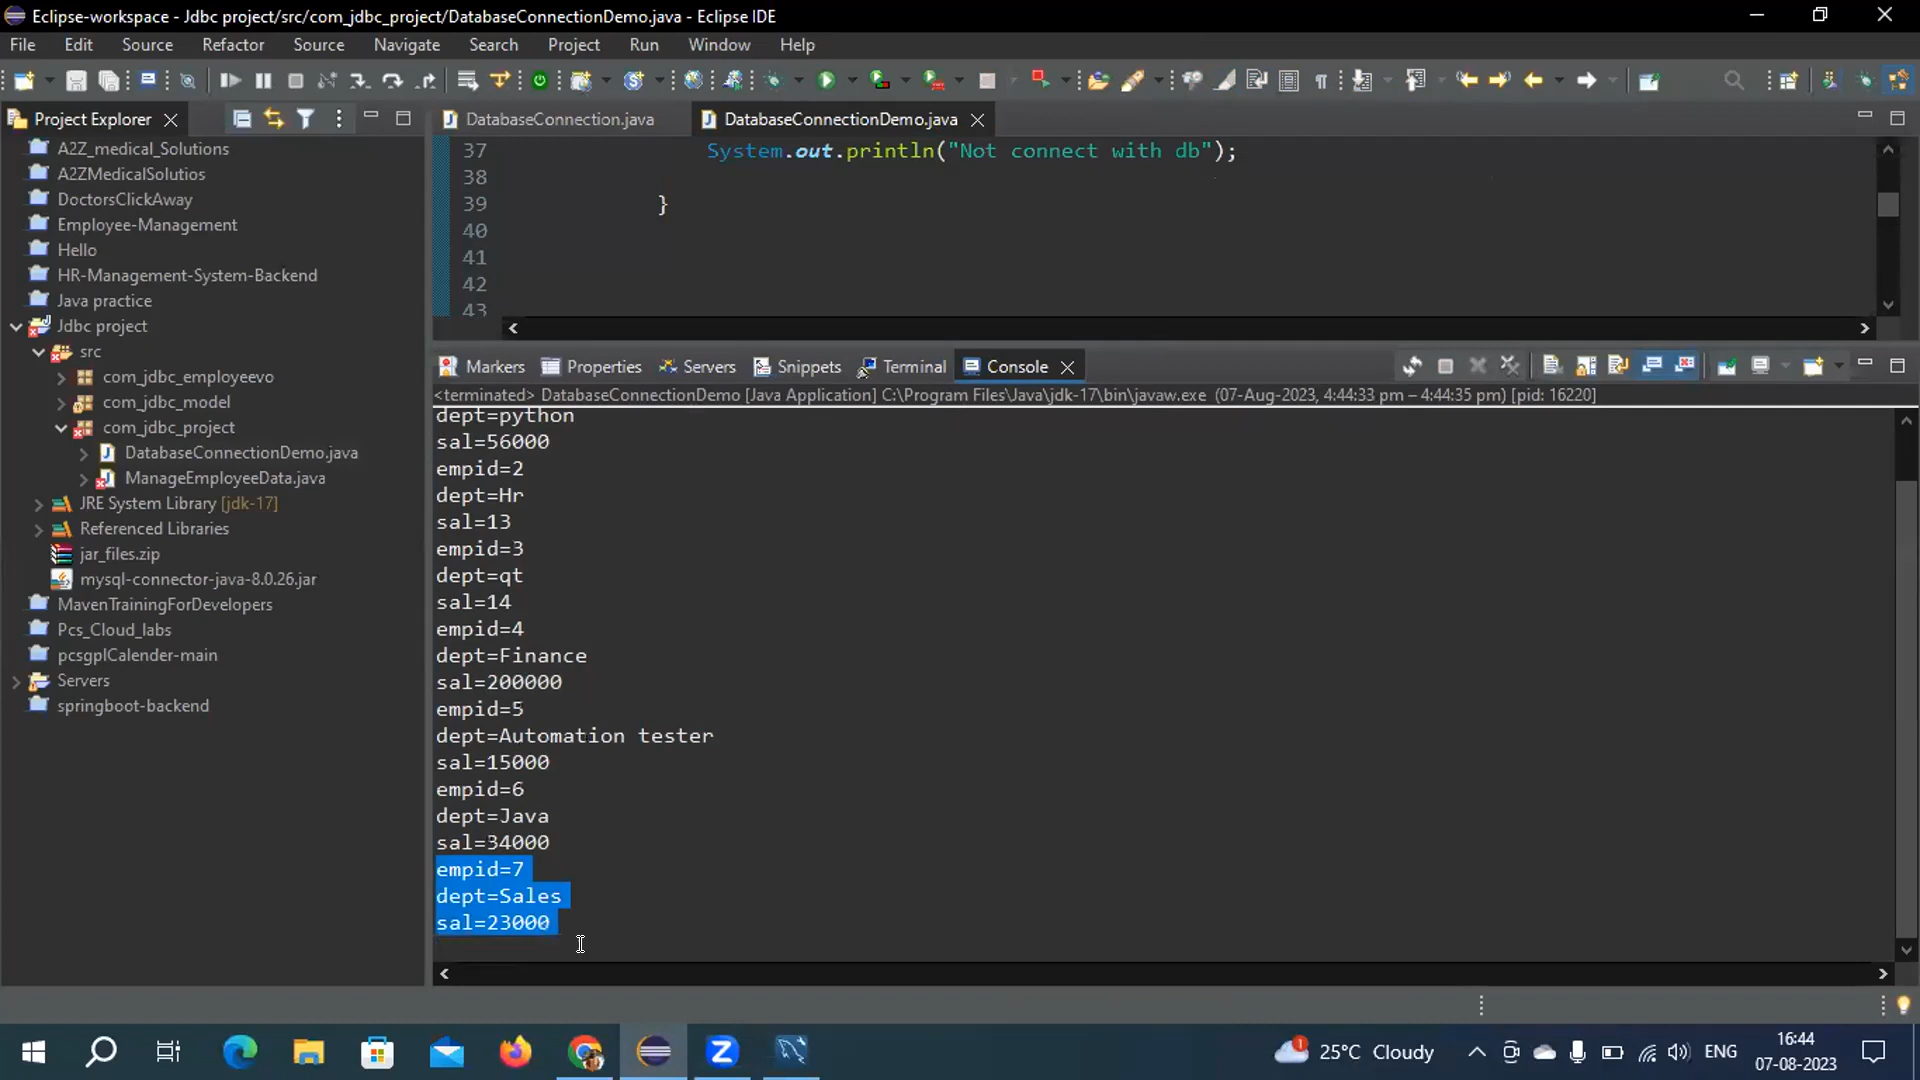 Eclipse-workspace - Jdbc project/src/com_jdbc_project/DatabaseConnectionDemo.java - Eclipse IDE
File Edit Source Refactor Source Navigate Search Project Run Window Help
Project Explorer
DatabaseConnection.java
DatabaseConnectionDemo.java
A2Z_medical_Solutions
A2ZMedicalSolutios
DoctorsClickAway
Employee-Management
Hello
HR-Management-System-Backend
Java practice
Jdbc project
src
com_jdbc_employeevo
com_jdbc_model
com_jdbc_project
DatabaseConnectionDemo.java
ManageEmployeeData.java
JRE System Library [jdk-17]
Referenced Libraries
jar_files.zip
mysql-connector-java-8.0.26.jar
MavenTrainingForDevelopers
Pcs_Cloud_labs
pcsgplCalender-main
Servers
springboot-backend
37 System.out.println("Not connect with db");
38
39 }
40
41
42
43
Markers Properties Servers Snippets Terminal Console
<terminated> DatabaseConnectionDemo [Java Application] C:\Program Files\Java\jdk-17\bin\javaw.exe (07-Aug-2023, 4:44:33 pm – 4:44:35 pm) [pid: 16220]
dept=python
sal=56000
empid=2
dept=Hr
sal=13
empid=3
dept=qt
sal=14
empid=4
dept=Finance
sal=200000
empid=5
dept=Automation tester
sal=15000
empid=6
dept=Java
sal=34000
empid=7
dept=Sales
sal=23000
1
25°C Cloudy
ENG
16:44
07-08-2023